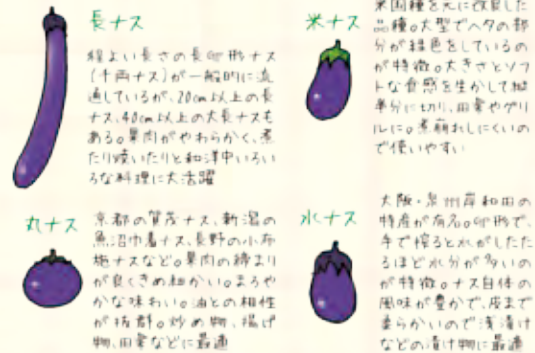 長ナス
程よい長さの長卵形ナス
(千両ナス)が一般的に流
通しているが、20cm以上の長
ナス、40cm以上の大長ナスも
ある。果肉がやわらかく、煮
たり焼いたりと和洋中いろい
ろな料理に大活躍
米ナス
米国種を元に改良した
品種。大型でヘタの部
分が緑色をしているの
が特徴。大きさとソフ
トな食感を生かして縦
半分に切り、田楽やグリ
ルに。煮崩れしにくいの
で使いやすい
丸ナス
京都の賀茂ナス、新潟の
魚沼巾着ナス、長野の小布
施ナスなど。果肉の締まり
が良くきめ細かい。まろや
かな味わい。油との相性
が抜群。炒め物、揚げ
物、田楽などに最適
水ナス
大阪・泉州岸和田の
特産が有名。卵形で、
手で搾ると水がしたた
るほど水分が多いの
が特徴。ナス自体の
風味が豊かで、皮まで
柔らかいので浅漬け
などの漬け物に最適